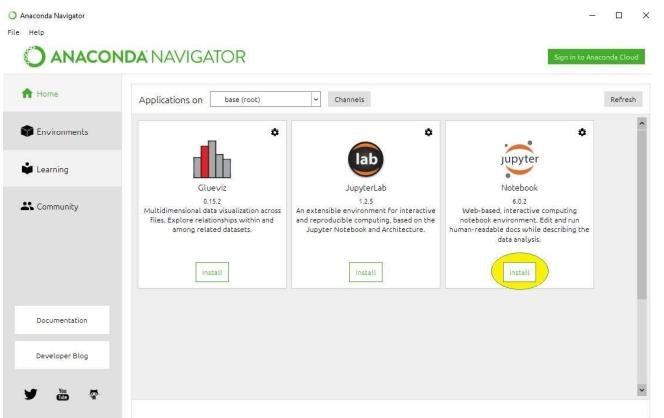 Anaconda Navigator
File Help
ANACONDA NAVIGATOR
Sign in to Anaconda Cloud
Home
Environments
Learning
Community
Documentation
Developer Blog
You
Tube
Applications on base (root) Channels Refresh
Glueviz
0.15.2
Multidimensional data visualization across
files. Explore relationships within and
among related datasets.
Install
lab
JupyterLab
1.2.5
An extensible environment for interactive
and reproducible computing, based on the
Jupyter Notebook and Architecture.
Install
jupyter
Notebook
6.0.2
Web-based, interactive computing
notebook environment. Edit and run
human-readable docs while describing the
data analysis.
Install